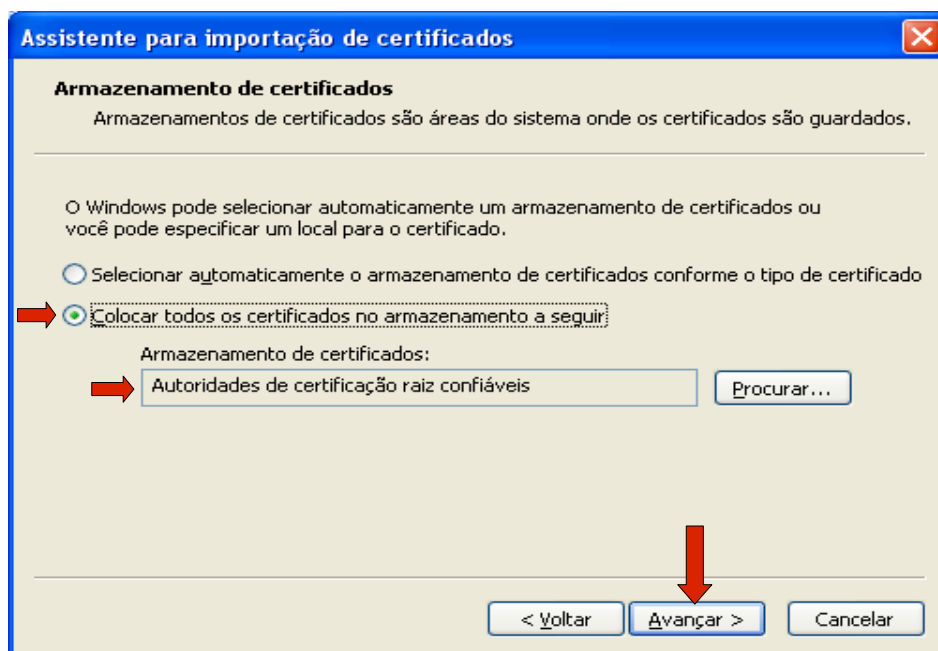 Assistente para importação de certificados
Armazenamento de certificados
Armazenamentos de certificados são áreas do sistema onde os certificados são guardados.
O Windows pode selecionar automaticamente um armazenamento de certificados ou
você pode especificar um local para o certificado.
Selecionar automaticamente o armazenamento de certificados conforme o tipo de certificado
Colocar todos os certificados no armazenamento a seguir
Armazenamento de certificados:
Autoridades de certificação raiz confiáveis
Procurar...
< Voltar
Avançar >
Cancelar